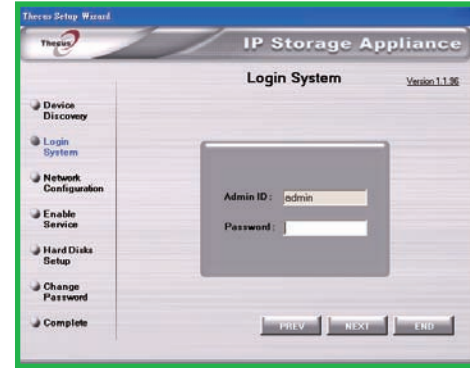 Thecus Setup Wizard
Thecus
IP Storage Appliance
Login System
Version 1.1.96
Device
Discovery
Login
System
Network
Configuration
Enable
Service
Hard Disks
Setup
Change
Password
Complete
Admin ID :
admin
Password :
PREV
NEXT
END